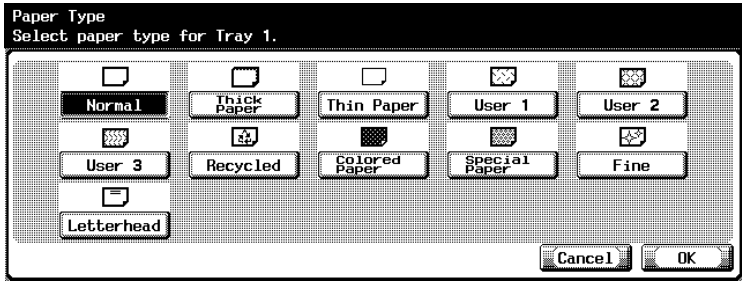 Paper Type
Select paper type for Tray 1.
Normal
Thick
Paper
Thin Paper
User 1
User 2
User 3
Recycled
Colored
Paper
Special
Paper
Fine
Letterhead
Cancel
OK